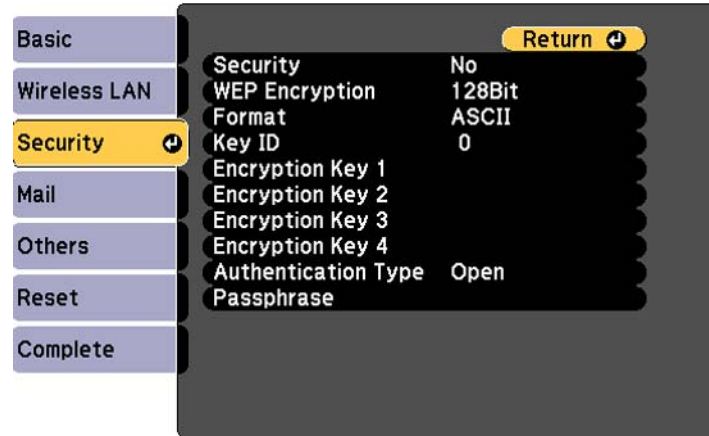 Basic
Wireless LAN
Security
Mail
Others
Reset
Complete
Return
Security No
WEP Encryption 128Bit
Format ASCII
Key ID 0
Encryption Key 1
Encryption Key 2
Encryption Key 3
Encryption Key 4
Authentication Type Open
Passphrase